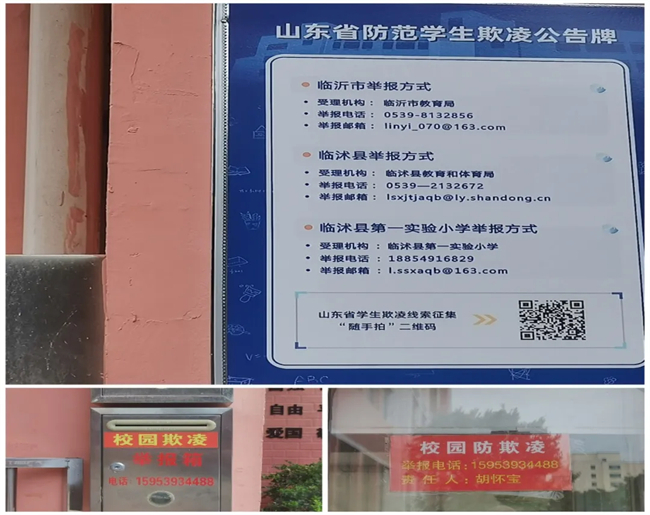 山东省防范学生欺凌公告牌
临沂市举报方式
• 受理机构： 临沂市教育局
• 举报电话： 0539-8132856
• 举报邮箱： linyi_070@163.com
临沭县举报方式
• 受理机构： 临沭县教育和体育局
• 举报电话： 0539—2132672
• 举报邮箱： lsxjtjaqb@ly.shandong.cn
临沭县第一实验小学举报方式
• 受理机构： 临沭县第一实验小学
• 举报电话： 18854916829
• 举报邮箱： l.ssxaqb@163.com
山东省学生欺凌线索征集
“随手拍”二维码
校园欺凌
举报箱
电话: 15953934488
自由
爱国
校园防欺凌
举报电话: 15953934488
责任人: 胡怀宝